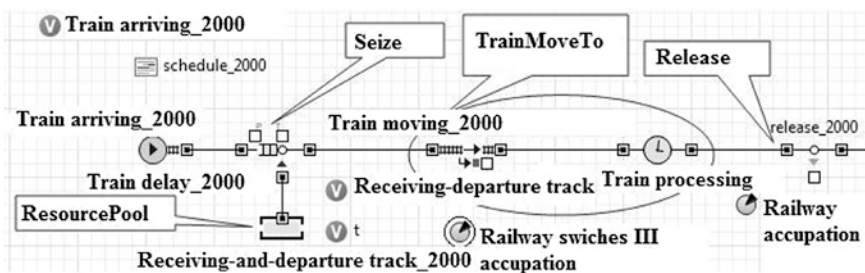 Train arriving_2000
Seize
TrainMoveTo
Release
schedule_2000
Train arriving_2000
Train moving_2000
release_2000
Train delay_2000
Receiving-departure track
Train processing
ResourcePool
t
Railway swiches III
accupation
Railway
accupation
Receiving-and-departure track_2000